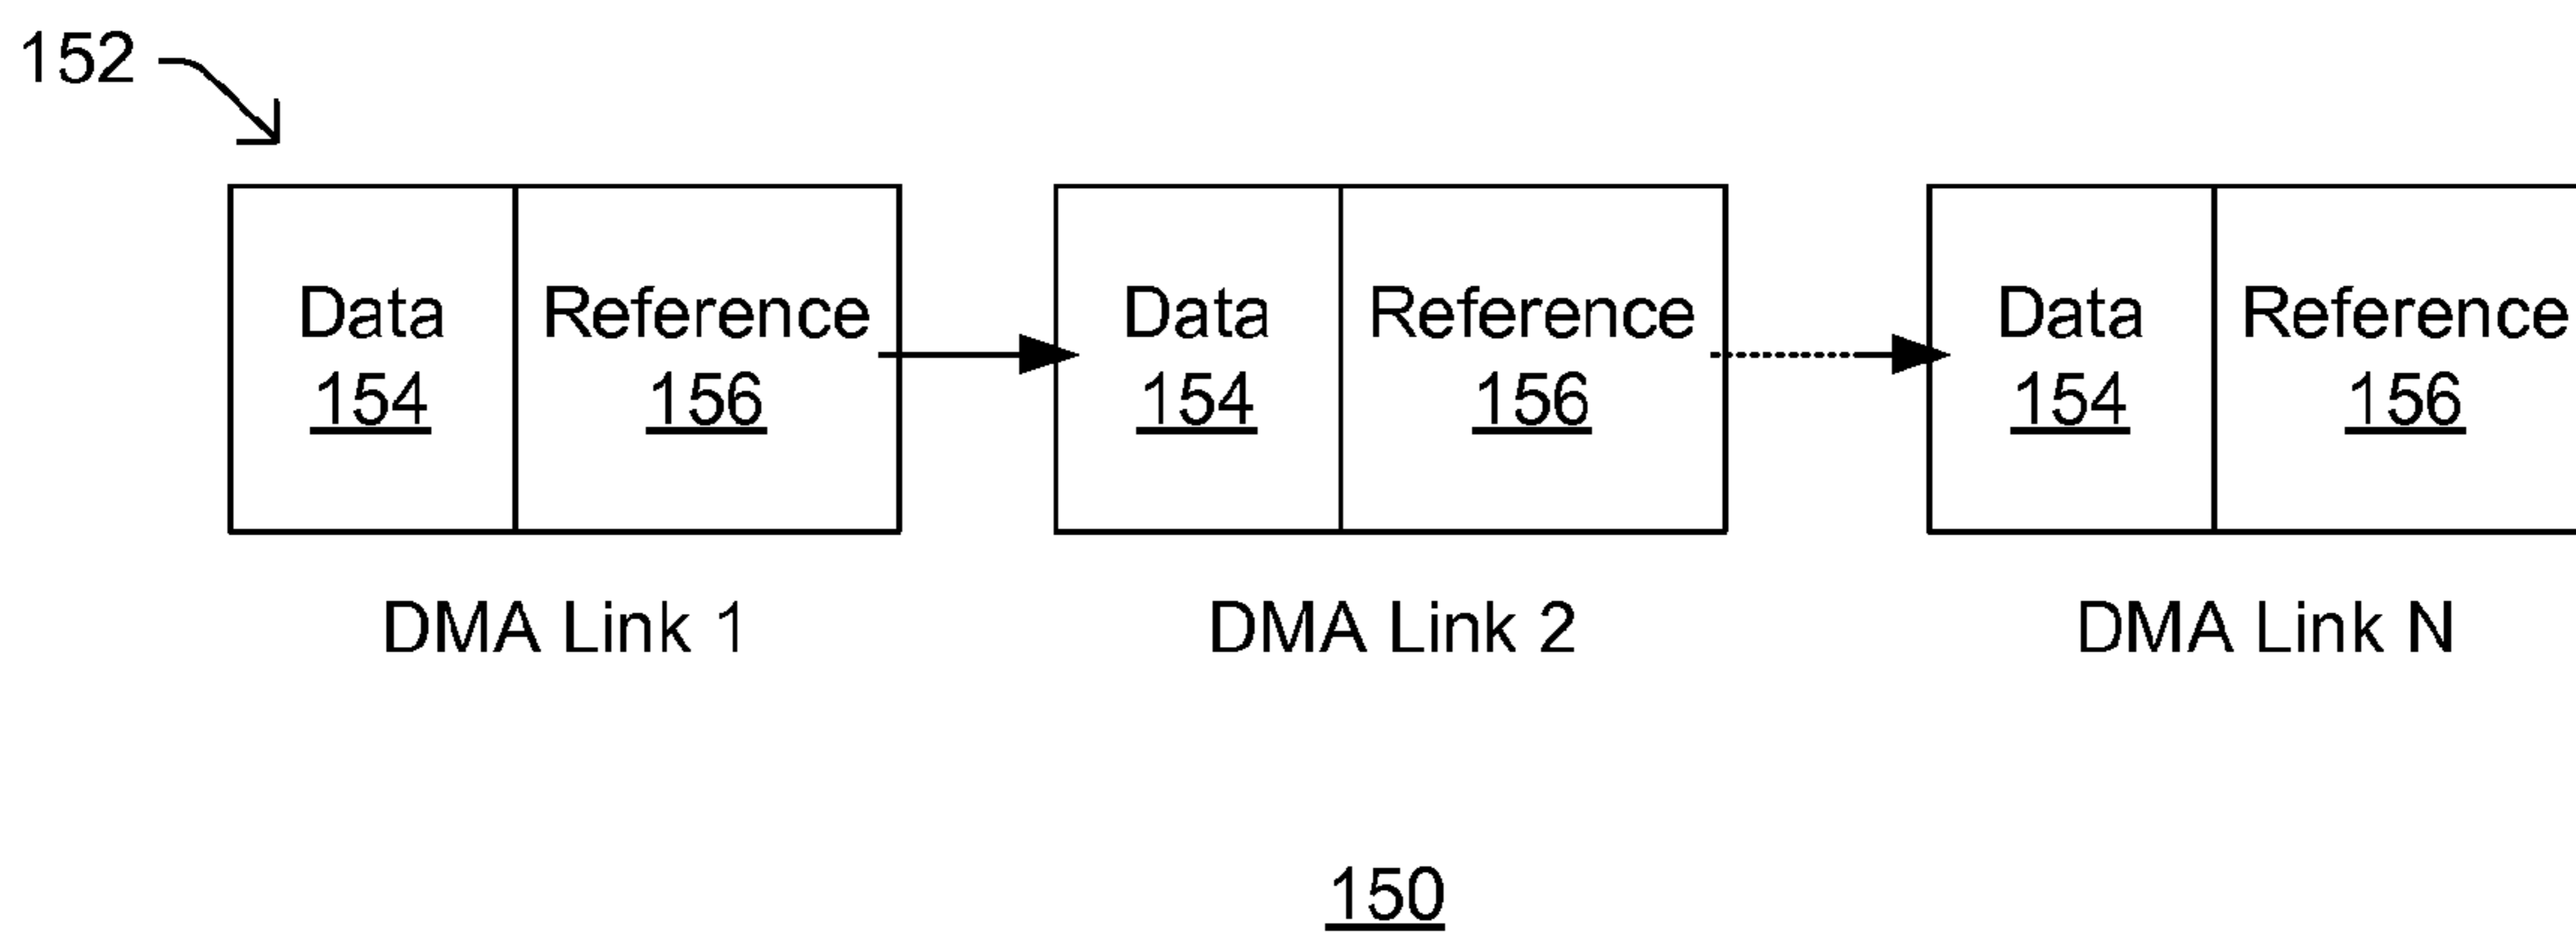 152
Data Reference Data Reference Data Reference
154 156 154 156 154 156
DMA Link 1 DMA Link 2 DMA Link N
150